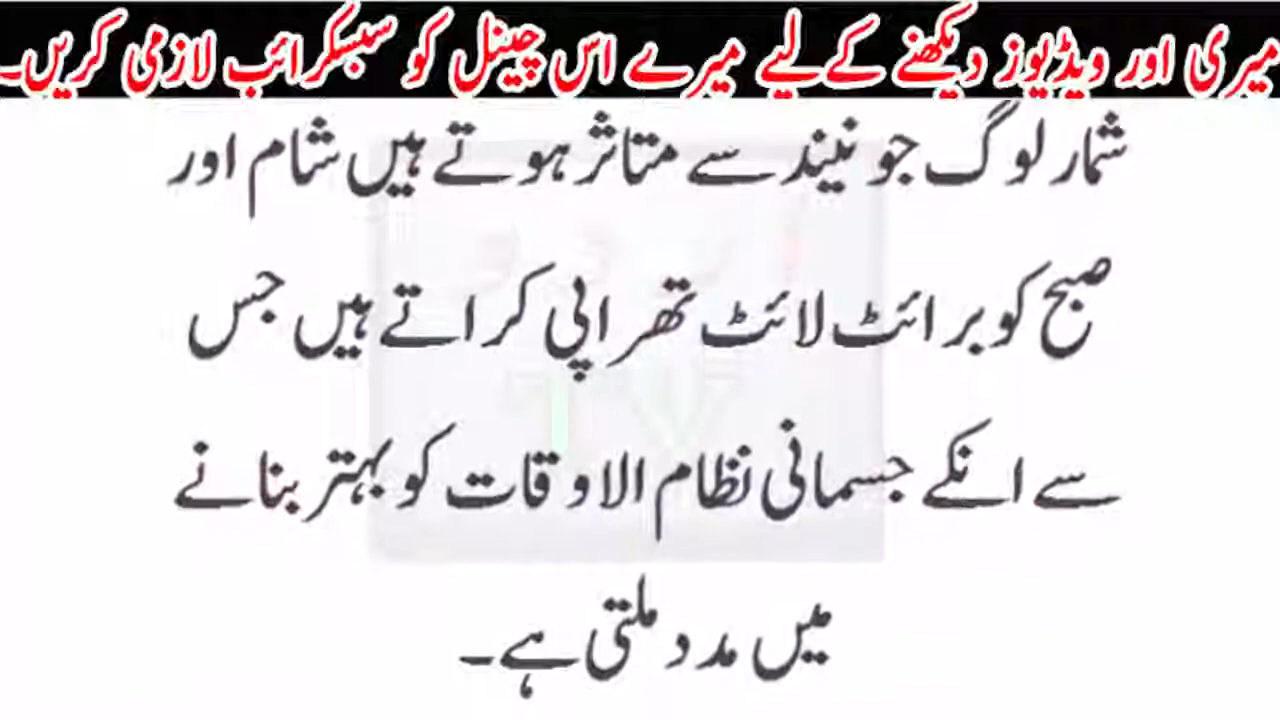 میری اور ویڈیوز دیکھنے کے لیے میرے اس چینل کو سبسکرائب لازمی کریں۔
شمار لوگ جو نیند سے متاثر ہوتے ہیں شام اور
صبح کو برائٹ لائٹ تھراپی کراتے ہیں جس
سے انکے جسمانی نظام الاوقات کو بہتر بنانے
میں مدد ملتی ہے۔